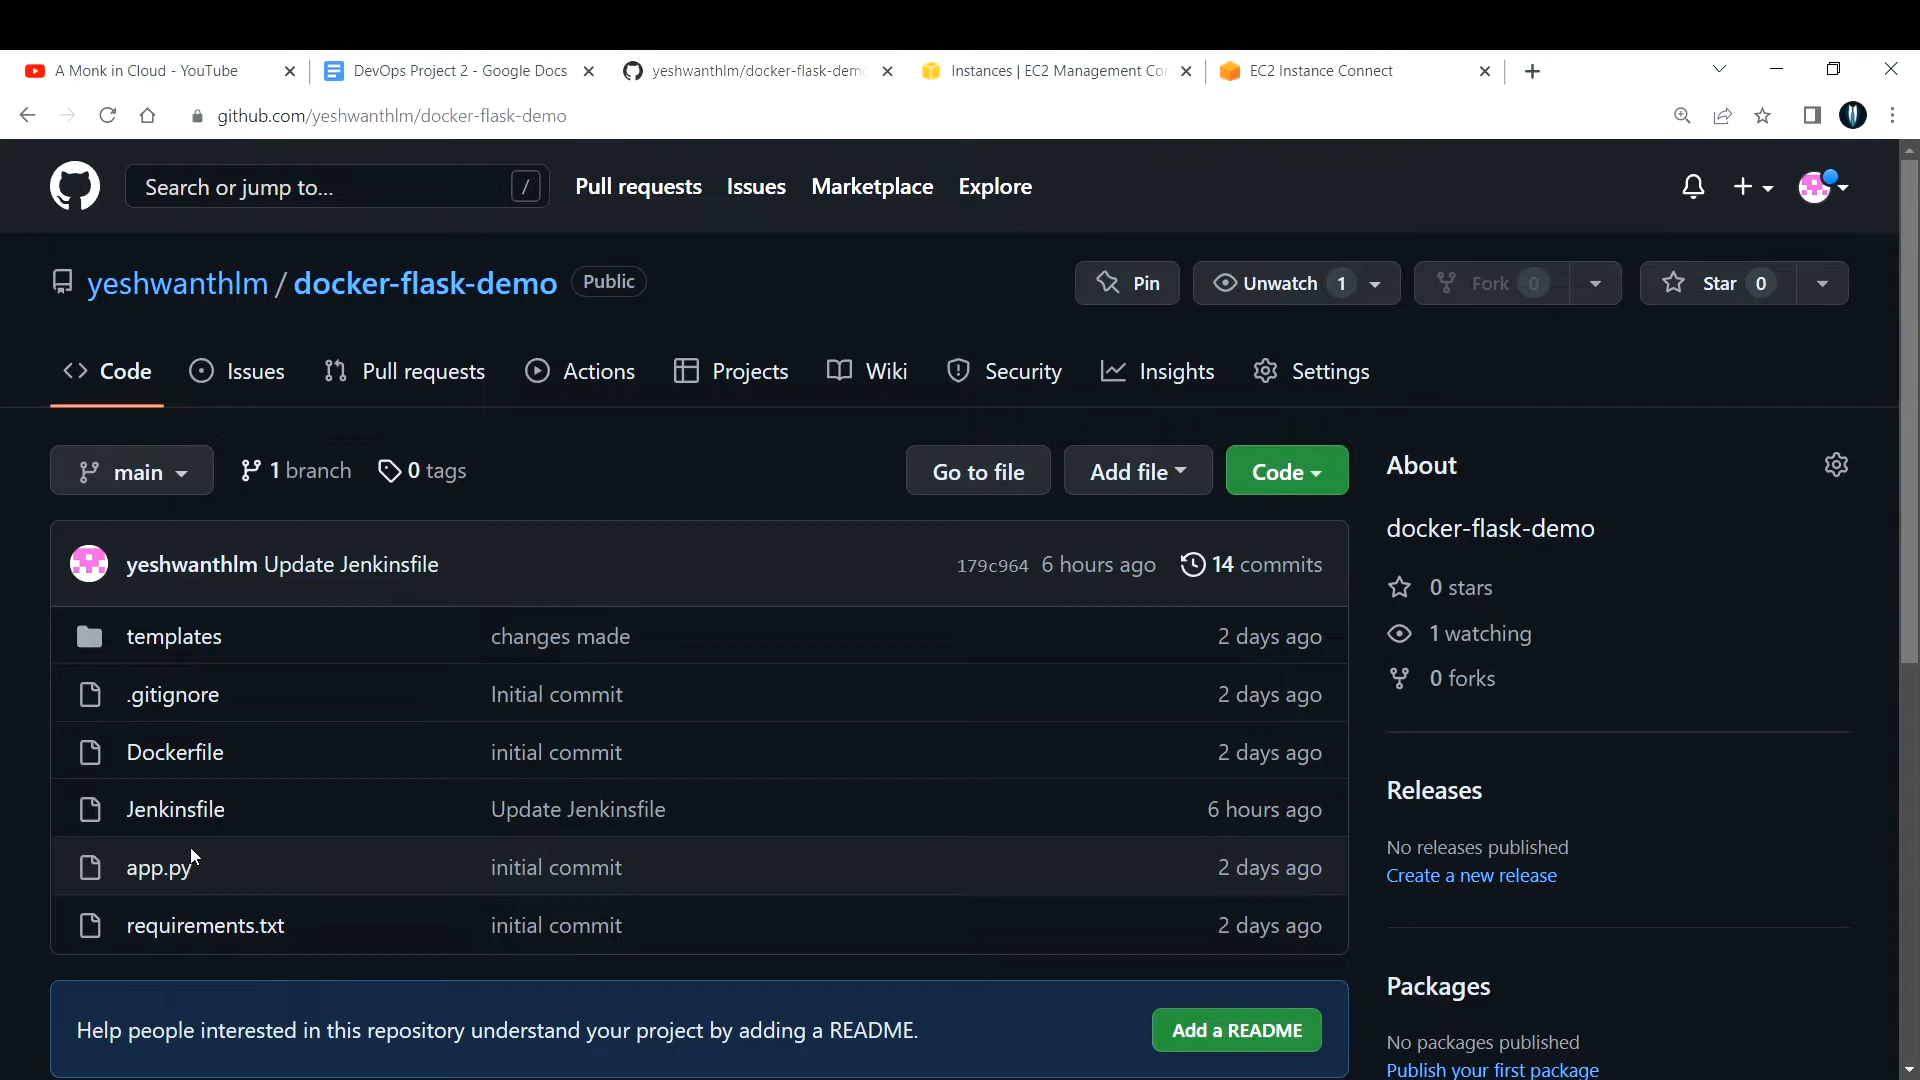 A Monk in Cloud - YouTube
DevOps Project 2 - Google Docs
yeshwanthlm/docker-flask-dem
Instances | EC2 Management Co
EC2 Instance Connect
github.com/yeshwanthlm/docker-flask-demo
Search or jump to...
/
Pull requests
Issues
Marketplace
Explore
yeshwanthlm / docker-flask-demo
Public
Pin
Unwatch 1
Fork 0
Star 0
Code
Issues
Pull requests
Actions
Projects
Wiki
Security
Insights
Settings
main
1 branch
0 tags
Go to file
Add file
Code
yeshwanthlm Update Jenkinsfile
179c964 6 hours ago
14 commits
templates
changes made
2 days ago
.gitignore
Initial commit
2 days ago
Dockerfile
initial commit
2 days ago
Jenkinsfile
Update Jenkinsfile
6 hours ago
app.py
initial commit
2 days ago
requirements.txt
initial commit
2 days ago
Help people interested in this repository understand your project by adding a README.
Add a README
About
docker-flask-demo
0 stars
1 watching
0 forks
Releases
No releases published
Create a new release
Packages
No packages published
Publish your first package